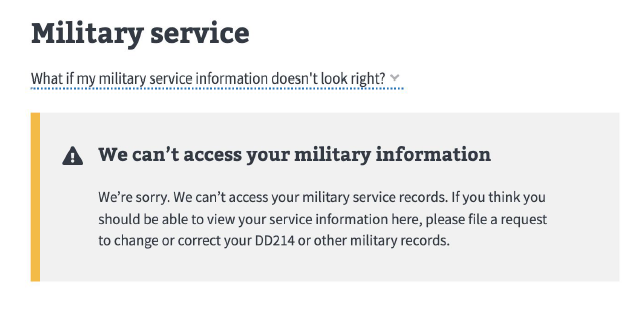 Military service
What if my military service information doesn't look right?
We can’t access your military information
We’re sorry. We can’t access your military service records. If you think you
should be able to view your service information here, please file a request
to change or correct your DD214 or other military records.